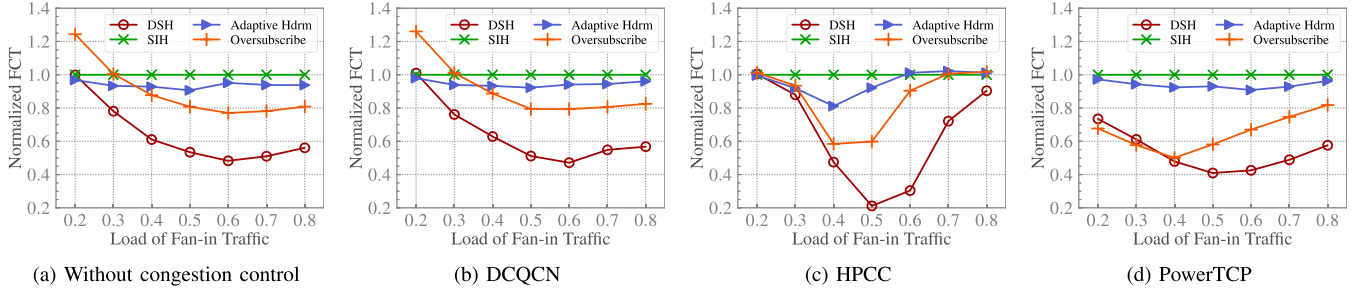 Normalized FCT
1.4
1.2
1.0
0.8
0.6
0.4
0.2
DSH
SIH
Adaptive Hdrm
Oversubscribe
0.2 0.3 0.4 0.5 0.6 0.7 0.8
Load of Fan-in Traffic
(a) Without congestion control
Normalized FCT
1.4
1.2
1.0
0.8
0.6
0.4
0.2
DSH
SIH
Adaptive Hdrm
Oversubscribe
0.2 0.3 0.4 0.5 0.6 0.7 0.8
Load of Fan-in Traffic
(b) DCQCN
Normalized FCT
1.4
1.2
1.0
0.8
0.6
0.4
0.2
DSH
SIH
Adaptive Hdrm
Oversubscribe
0.2 0.3 0.4 0.5 0.6 0.7 0.8
Load of Fan-in Traffic
(c) HPCC
Normalized FCT
1.4
1.2
1.0
0.8
0.6
0.4
0.2
DSH
SIH
Adaptive Hdrm
Oversubscribe
0.2 0.3 0.4 0.5 0.6 0.7 0.8
Load of Fan-in Traffic
(d) PowerTCP